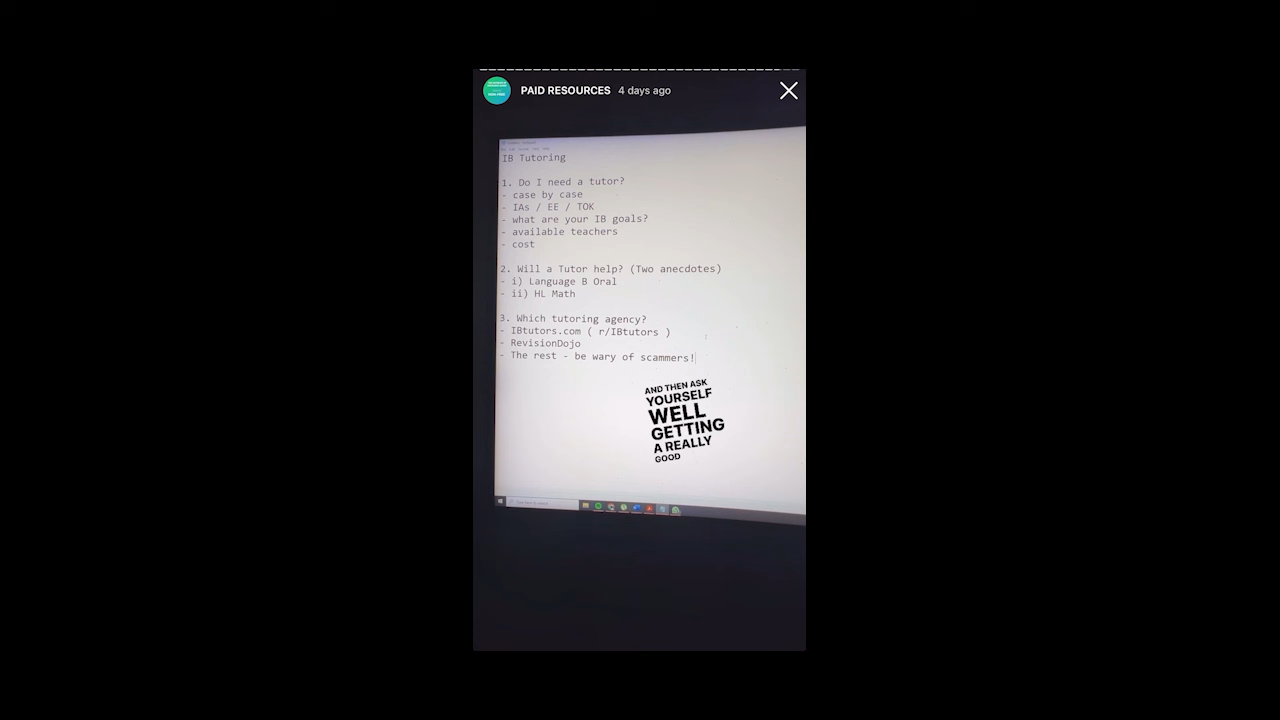 PAID RESOURCES 4 days ago
IB Tutoring
1. Do I need a tutor?
- case by case
- IAs / EE / TOK
- what are your IB goals?
- available teachers
- cost
2. Will a Tutor help? (Two anecdotes)
- i) Language B Oral
- ii) HL Math
3. Which tutoring agency?
- IBtutors.com ( r/IBtutors )
- RevisionDojo
- The rest - be wary of scammers!
AND THEN ASK
YOURSELF
WELL
GETTING
A REALLY
GOOD